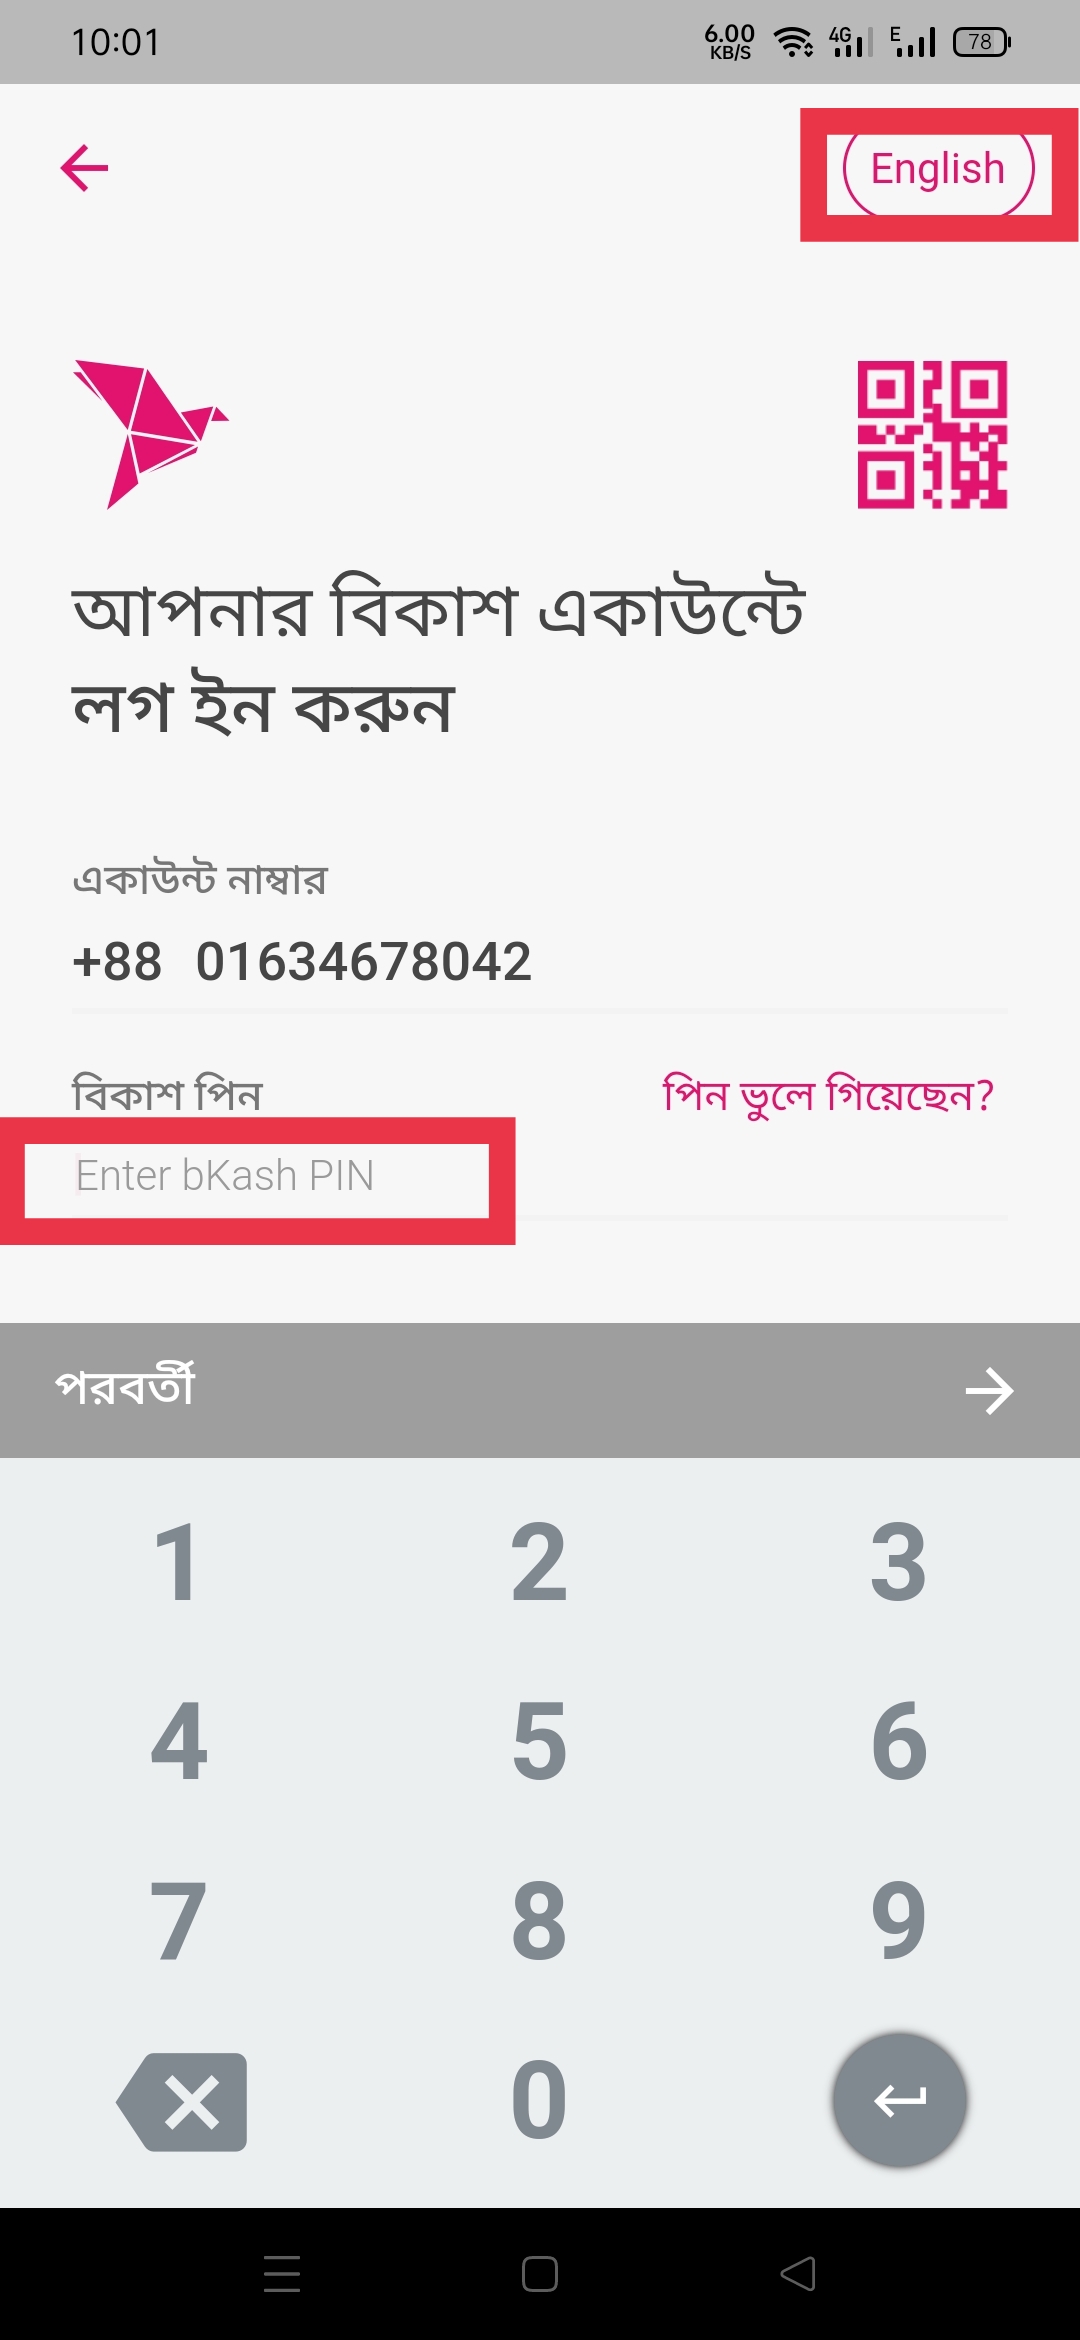 10:01
6.00
KB/S
4G
E
78
English
আপনার বিকাশ একাউন্টে
লগ ইন করুন
একাউন্ট নাম্বার
+88 01634678042
বিকাশ পিন
পিন ভুলে গিয়েছেন?
Enter bKash PIN
পরবর্তী
1 2 3
4 5 6
7 8 9
0